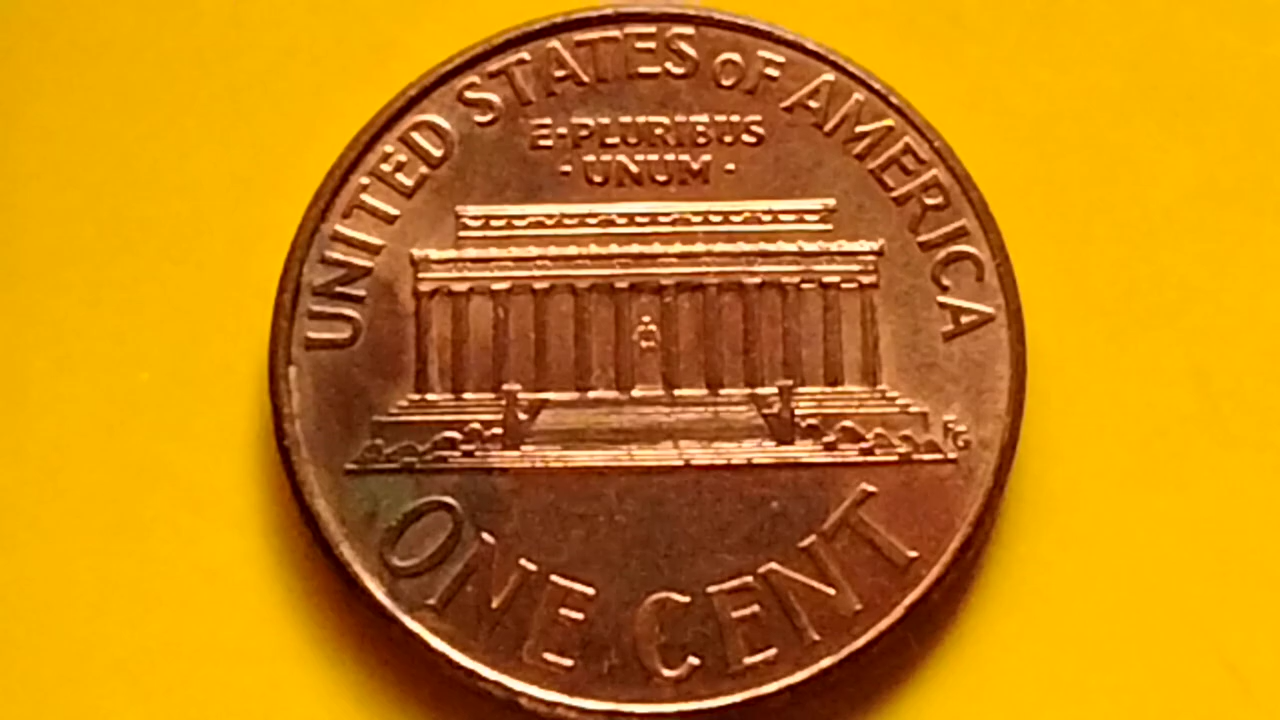 UNITED STATES OF AMERICA
E·PLURIBUS
· UNUM ·
FG
ONE CENT